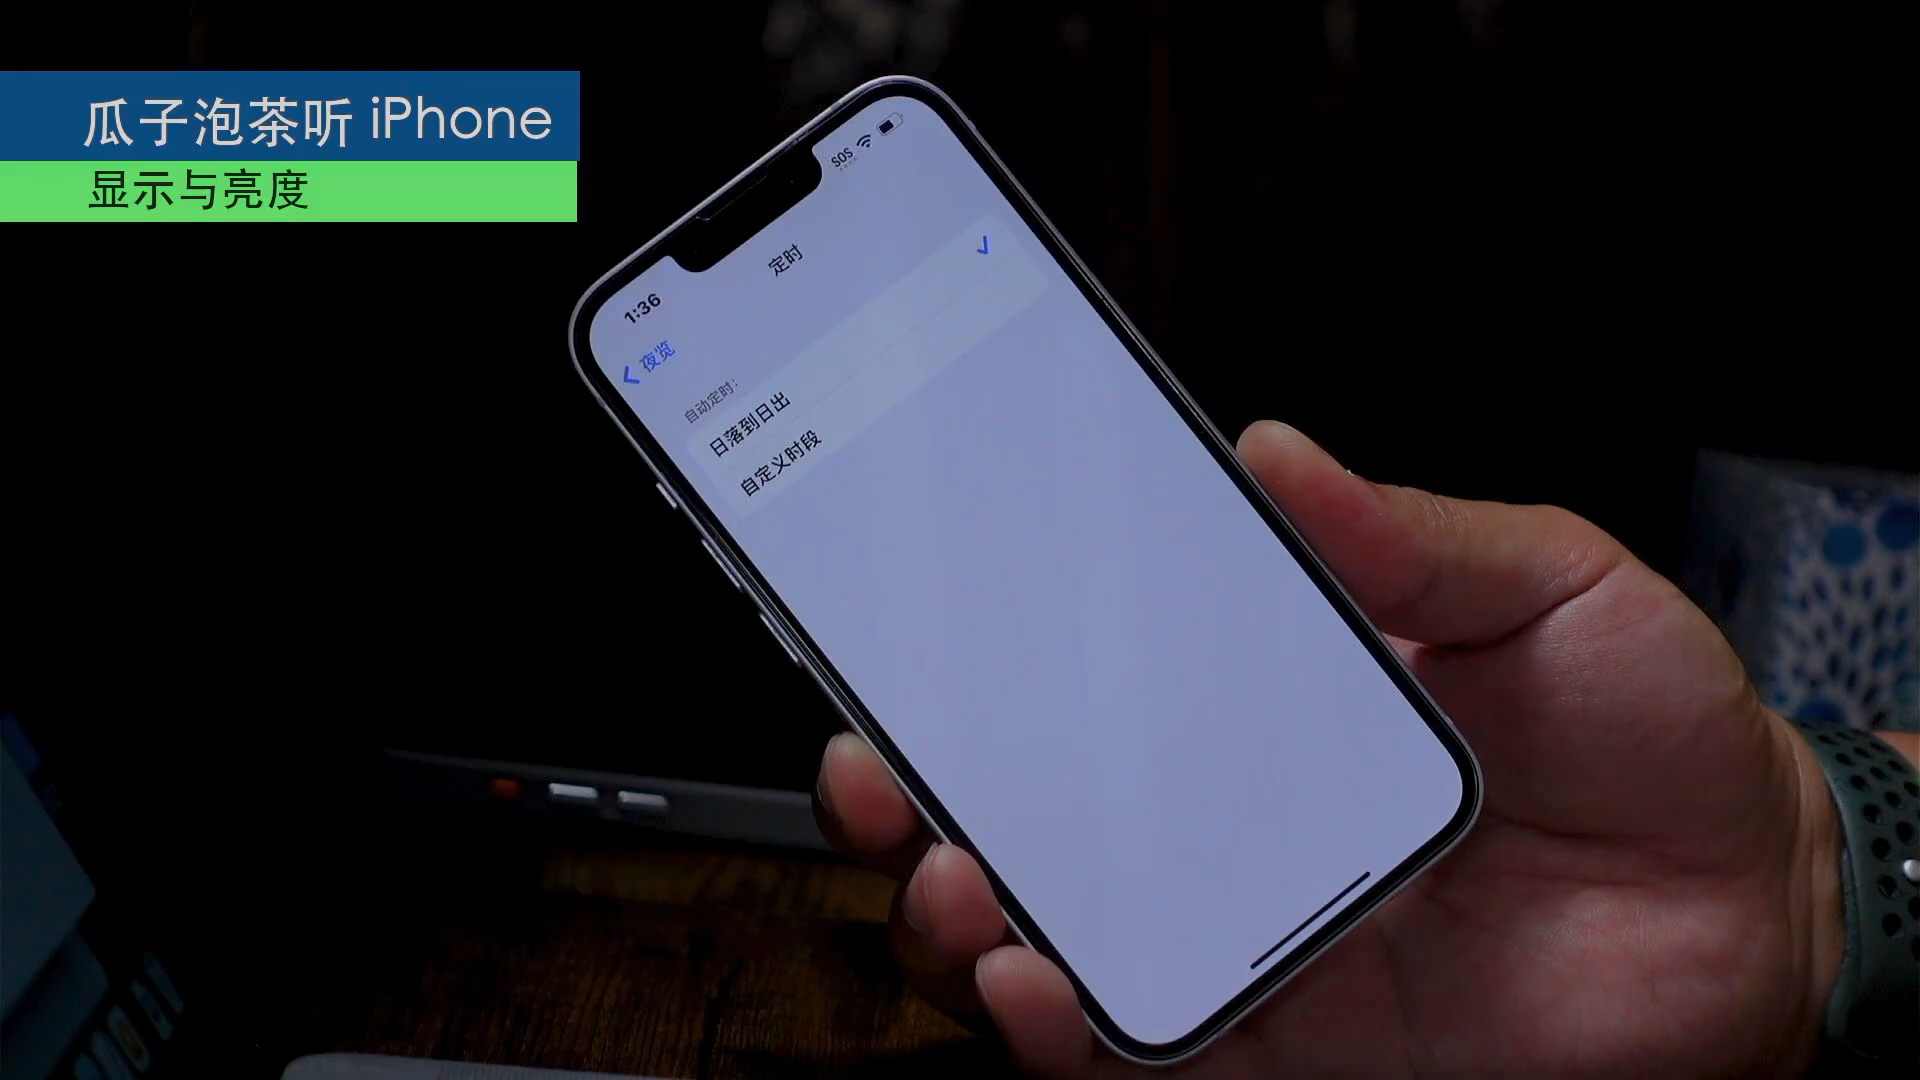 瓜子泡茶听 iPhone
显示与亮度
1:36
SOS
夜览
定时
自动定时:
日落到日出
自定义时段